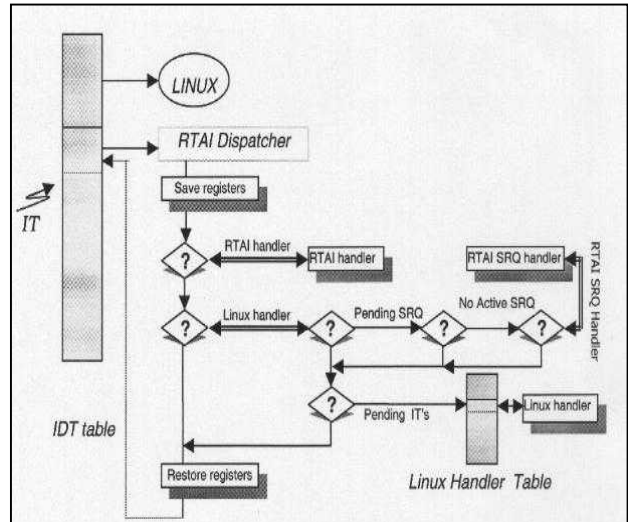 LINUX
RTAI Dispatcher
Save registers
IT
RTAI handler
RTAI handler
RTAI SRQ handler
RTAI SRQ Handler
?
No Active SRQ
Linux handler
Pending SRQ
?
?
?
?
?
Pending IT's
Linux handler
IDT table
Restore registers
Linux Handler Table